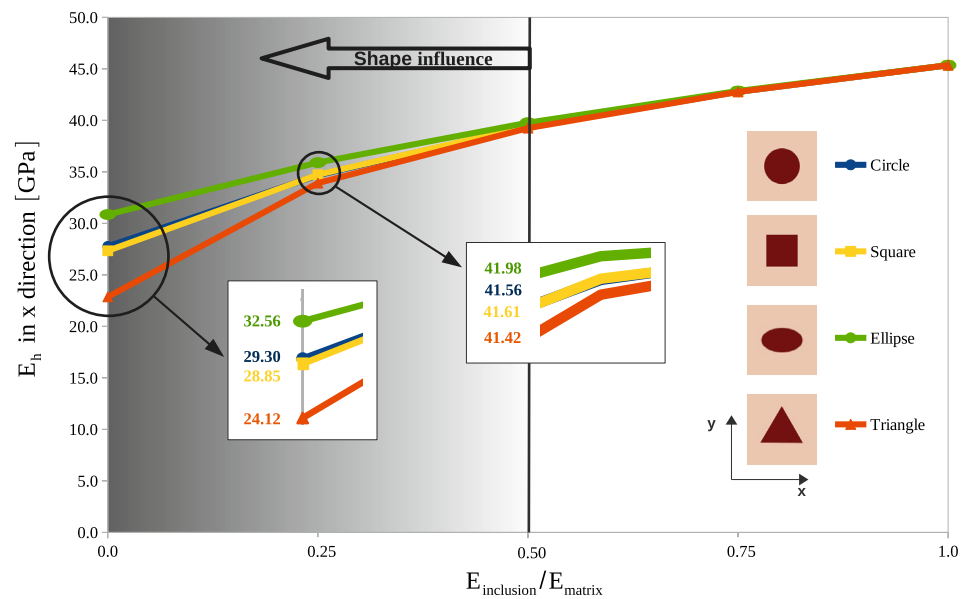 50.0
45.0
40.0
35.0
30.0
25.0
20.0
15.0
10.0
5.0
0.0
E_h in x direction [GPa]
Shape influence
32.56
29.30
28.85
24.12
41.98
41.56
41.61
41.42
Circle
Square
Ellipse
Triangle
y
x
0.0 0.25 0.50 0.75 1.0
E_inclusion/E_matrix